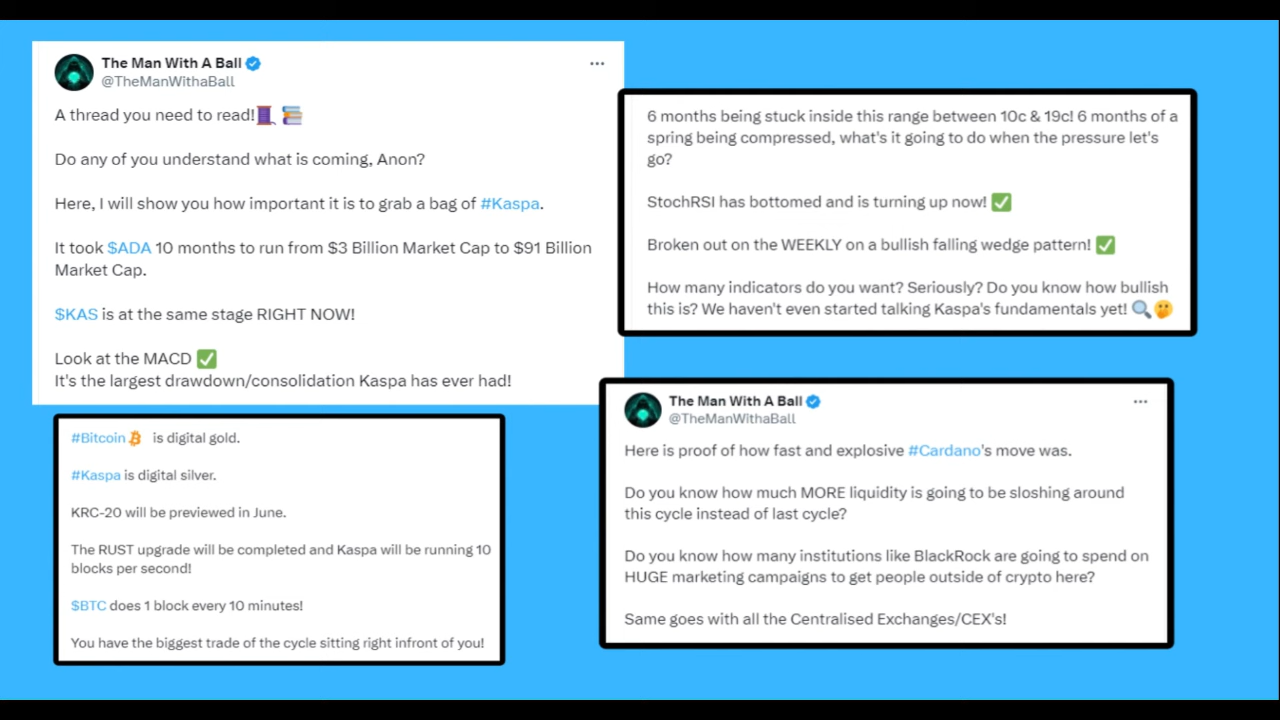 The Man With A Ball
@TheManWithaBall
A thread you need to read!🧵 📚
Do any of you understand what is coming, Anon?
Here, I will show you how important it is to grab a bag of #Kaspa.
It took $ADA 10 months to run from $3 Billion Market Cap to $91 Billion
Market Cap.
$KAS is at the same stage RIGHT NOW!
Look at the MACD ✅
It's the largest drawdown/consolidation Kaspa has ever had!
6 months being stuck inside this range between 10c & 19c! 6 months of a
spring being compressed, what's it going to do when the pressure let's
go?
StochRSI has bottomed and is turning up now! ✅
Broken out on the WEEKLY on a bullish falling wedge pattern! ✅
How many indicators do you want? Seriously? Do you know how bullish
this is? We haven't even started talking Kaspa's fundamentals yet! 🔍🤫
#Bitcoin is digital gold.
#Kaspa is digital silver.
KRC-20 will be previewed in June.
The RUST upgrade will be completed and Kaspa will be running 10
blocks per second!
$BTC does 1 block every 10 minutes!
You have the biggest trade of the cycle sitting right infront of you!
The Man With A Ball
@TheManWithaBall
Here is proof of how fast and explosive #Cardano's move was.
Do you know how much MORE liquidity is going to be sloshing around
this cycle instead of last cycle?
Do you know how many institutions like BlackRock are going to spend on
HUGE marketing campaigns to get people outside of crypto here?
Same goes with all the Centralised Exchanges/CEX's!